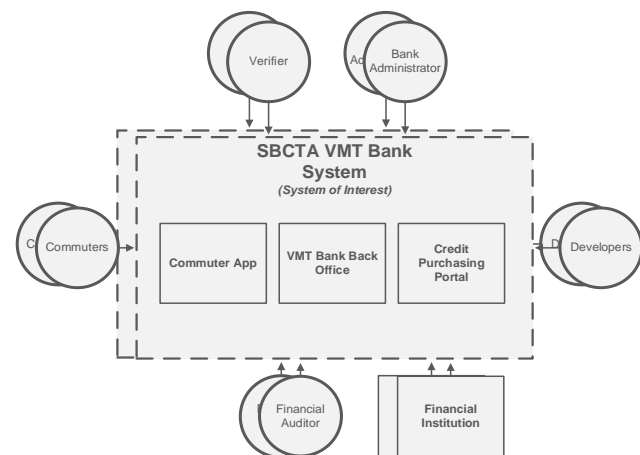 Verifier
Bank
Administrator
SBCTA VMT Bank
System
(System of Interest)
Commuters
Commuter App
VMT Bank Back
Office
Credit
Purchasing
Portal
Developers
Financial
Auditor
Financial
Institution